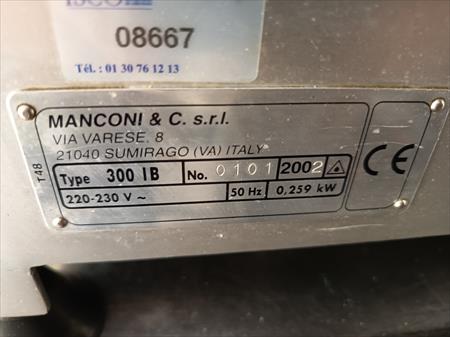 08667
Tél. : 01 30 76 12 13
MANCONI & C. s.r.l.
VIA VARESE. 8
21040 SUMIRAGO (VA) ITALY
Type 300 IB No. 0101 2002
220-230 V ~ 50 Hz 0,259 kW
CE
T48